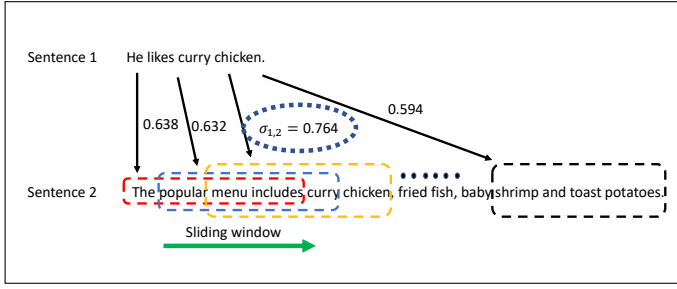 Sentence 1 He likes curry chicken.
0.638 0.632 σ1,2 = 0.764 0.594
Sentence 2 The popular menu includes curry chicken, fried fish, baby shrimp and toast potatoes.
Sliding window